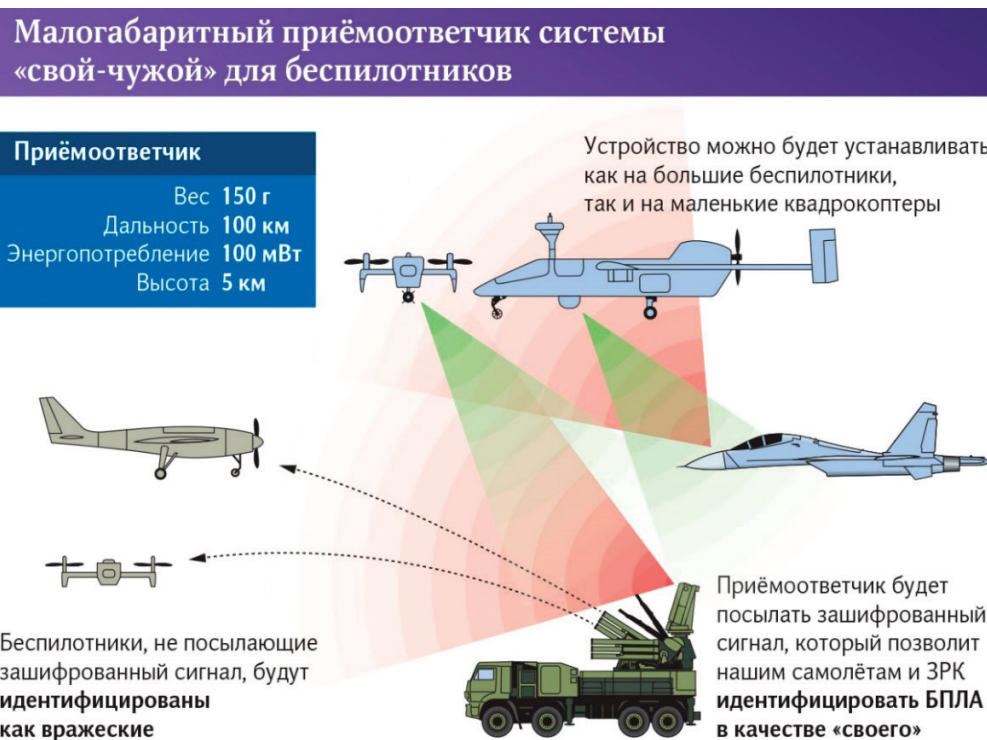 Малогабаритный приёмоответчик системы
«свой-чужой» для беспилотников
Приёмоответчик
Вес 150 г
Дальность 100 км
Энергопотребление 100 мВт
Высота 5 км
Устройство можно будет устанавливать
как на большие беспилотники,
так и на маленькие квадрокоптеры
Беспилотники, не посылающие
зашифрованный сигнал, будут
идентифицированы
как вражеские
Приёмоответчик будет
посылать зашифрованный
сигнал, который позволит
нашим самолётам и ЗРК
идентифицировать БПЛА
в качестве «своего»